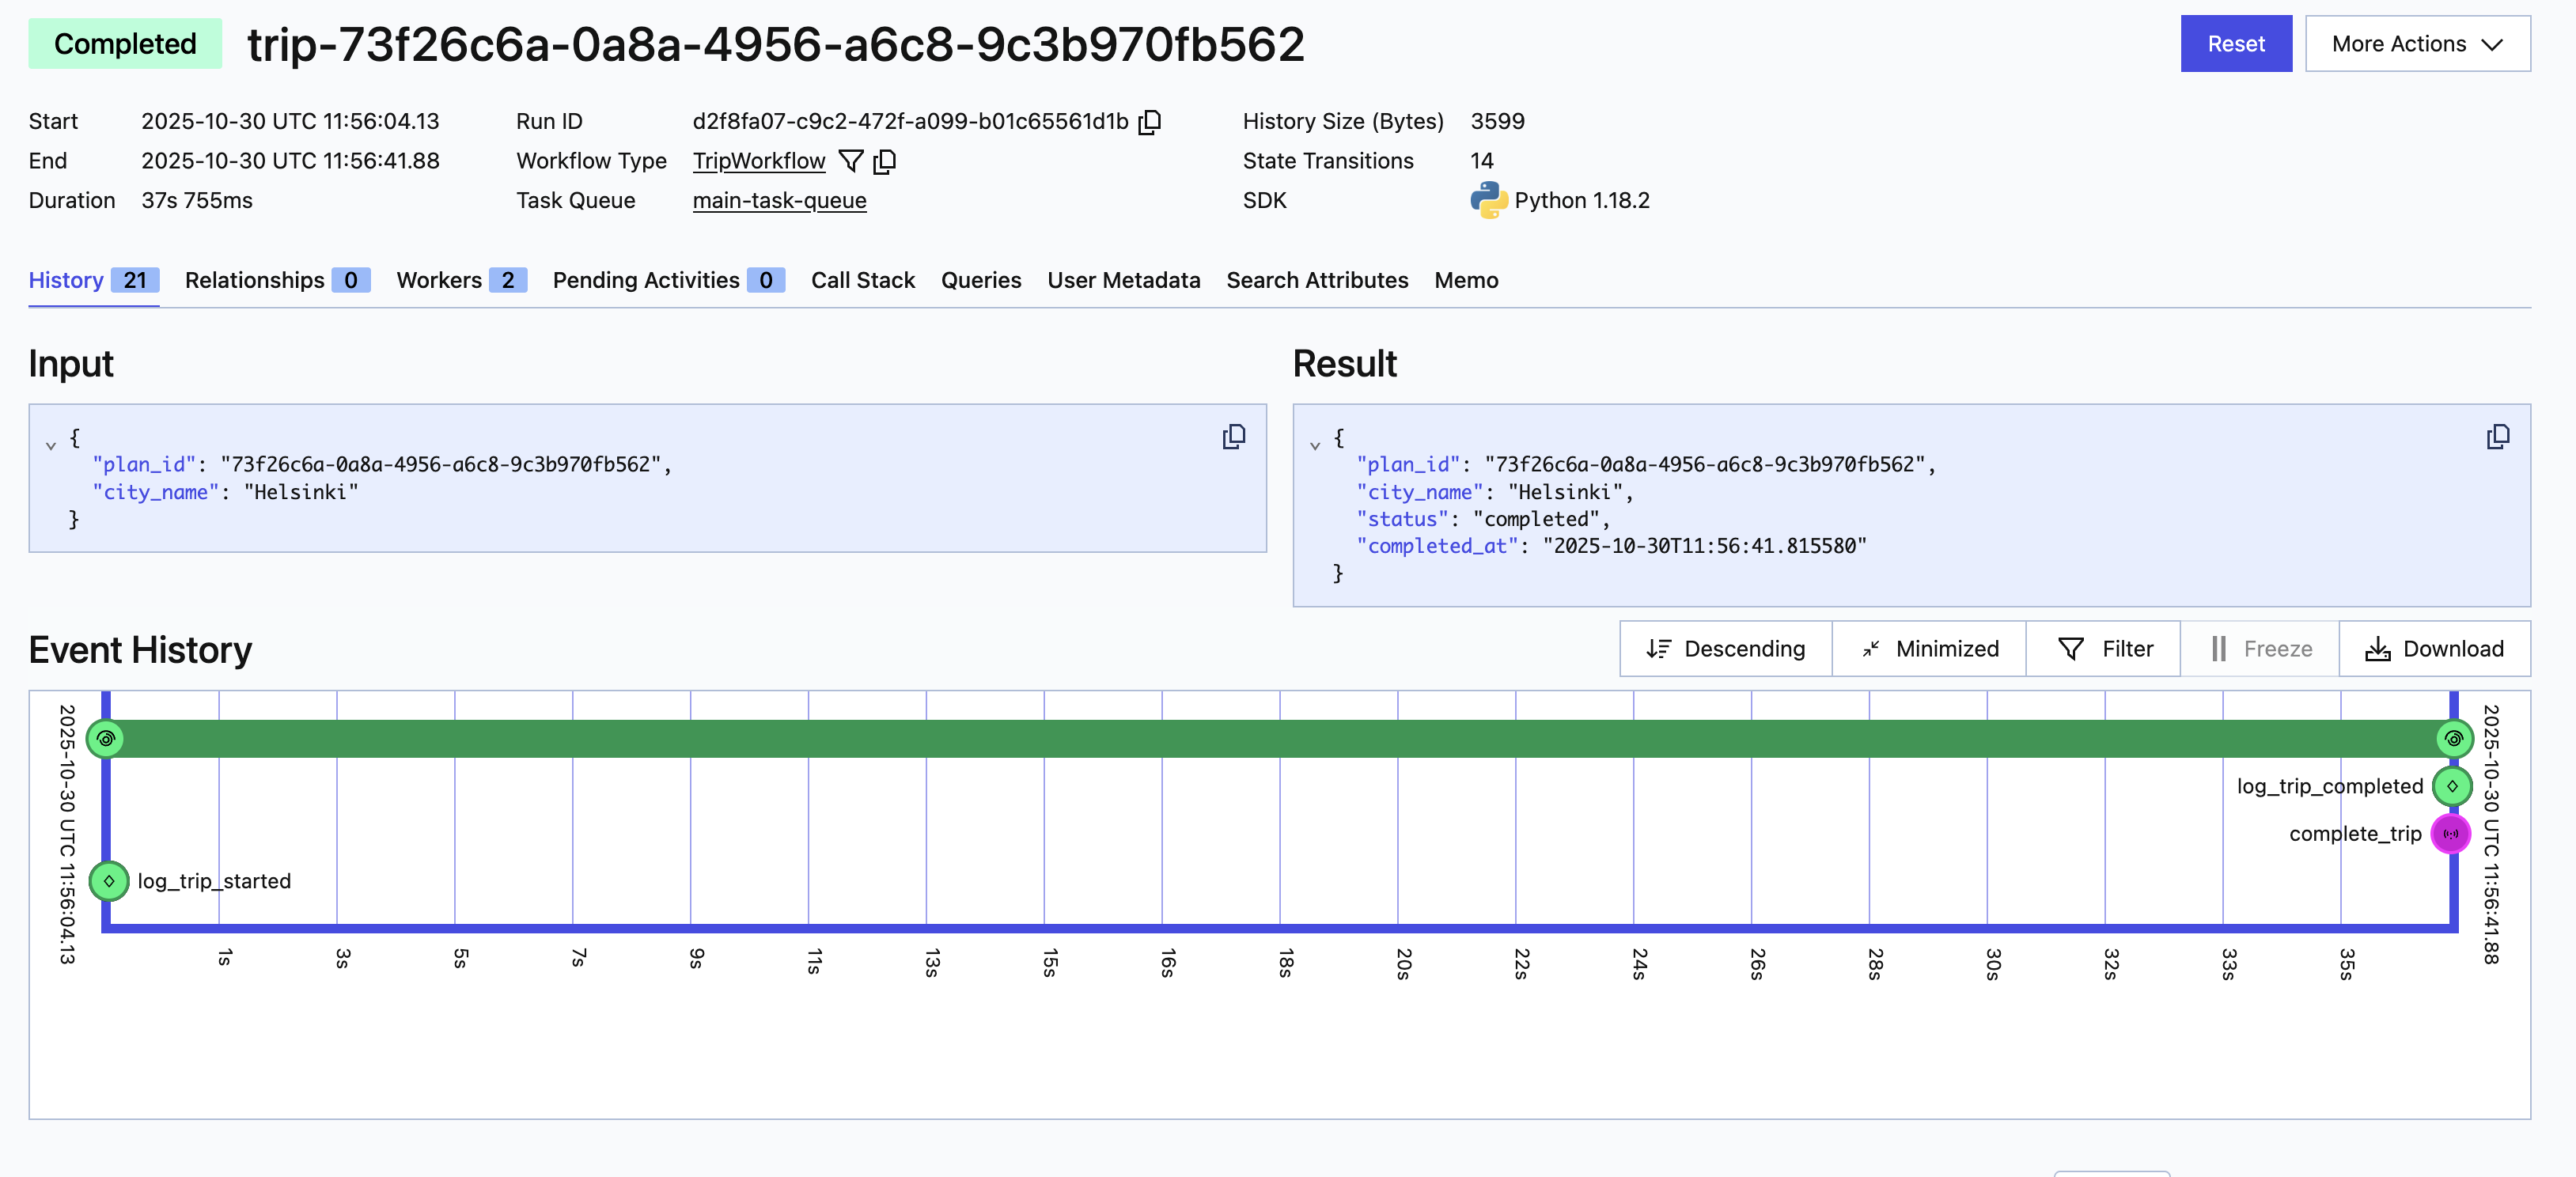 Completed trip-73f26c6a-0a8a-4956-a6c8-9c3b970fb562 Reset More Actions
Start 2025-10-30 UTC 11:56:04.13 Run ID d2f8fa07-c9c2-472f-a099-b01c65561d1b History Size (Bytes) 3599
End 2025-10-30 UTC 11:56:41.88 Workflow Type TripWorkflow State Transitions 14
Duration 37s 755ms Task Queue main-task-queue SDK Python 1.18.2
History 21 Relationships 0 Workers 2 Pending Activities 0 Call Stack Queries User Metadata Search Attributes Memo
Input
{
"plan_id": "73f26c6a-0a8a-4956-a6c8-9c3b970fb562",
"city_name": "Helsinki"
}
Result
{
"plan_id": "73f26c6a-0a8a-4956-a6c8-9c3b970fb562",
"city_name": "Helsinki",
"status": "completed",
"completed_at": "2025-10-30T11:56:41.815580"
}
Event History Descending Minimized Filter Freeze Download
2025-10-30 UTC 11:56:04.13
log_trip_completed
complete_trip
log_trip_started
2025-10-30 UTC 11:56:41.88
1s 3s 5s 7s 9s 11s 13s 15s 16s 18s 20s 22s 24s 26s 28s 30s 32s 33s 35s